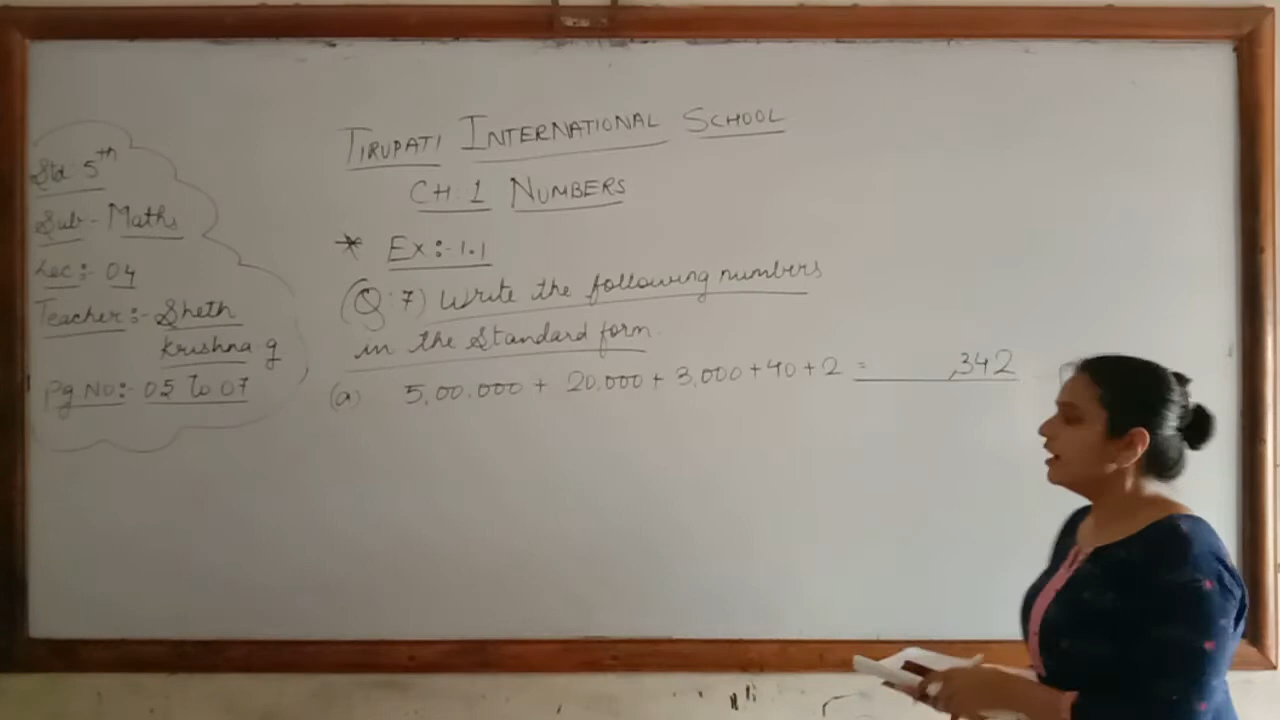 TIRUPATI INTERNATIONAL SCHOOL
CH 1 NUMBERS
Std 5th
Sub - Maths
Lec :- 04
Teacher :- Sheth
Krushna g
Pg No:- 05 to 07
* Ex :- 1.1
(Q 7) Write the following numbers
in the Standard form.
(a) 5,00,000 + 20,000 + 3,000 + 40 + 2 = ,342